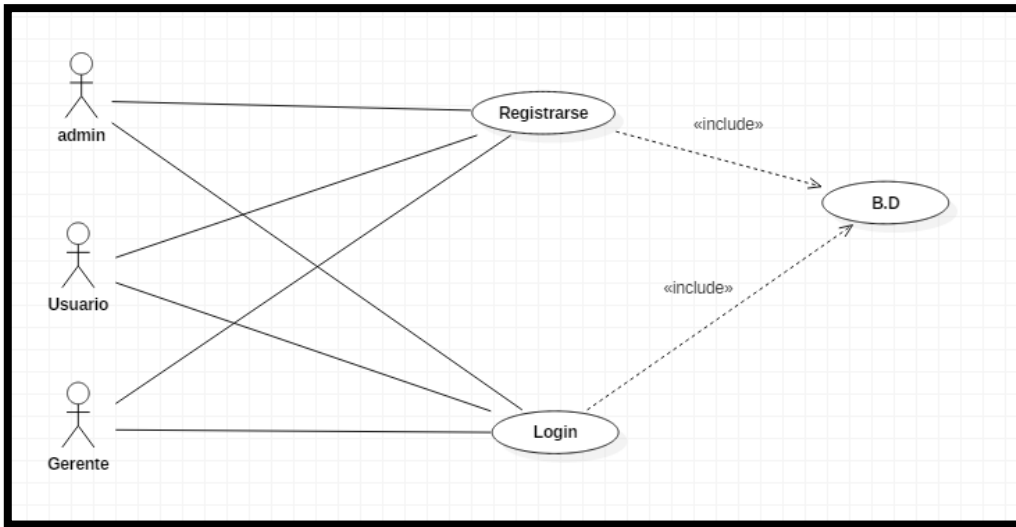 admin
Registrarse
«include»
B.D
Usuario
«include»
Gerente
Login